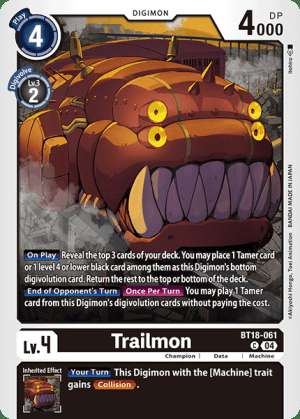 DIGIMON
Play
4
4000
DP
Digivolve
Lv.3
2
On Play Reveal the top 3 cards of your deck. You may place 1 Tamer card
or 1 level 4 or lower black card among them as this Digimon's bottom
digivolution card. Return the rest to the top or bottom of the deck.
End of Opponent's Turn Once Per Turn You may play 1 Tamer
card from this Digimon's digivolution cards without paying the cost.
©Akiyoshi Hongo, Toei Animation BANDAI MADE IN JAPAN
Lv.4
Trailmon
BT18-061
C 04
Champion
Data
Machine
Inherited Effect
Your Turn This Digimon with the [Machine] trait
gains Collision.